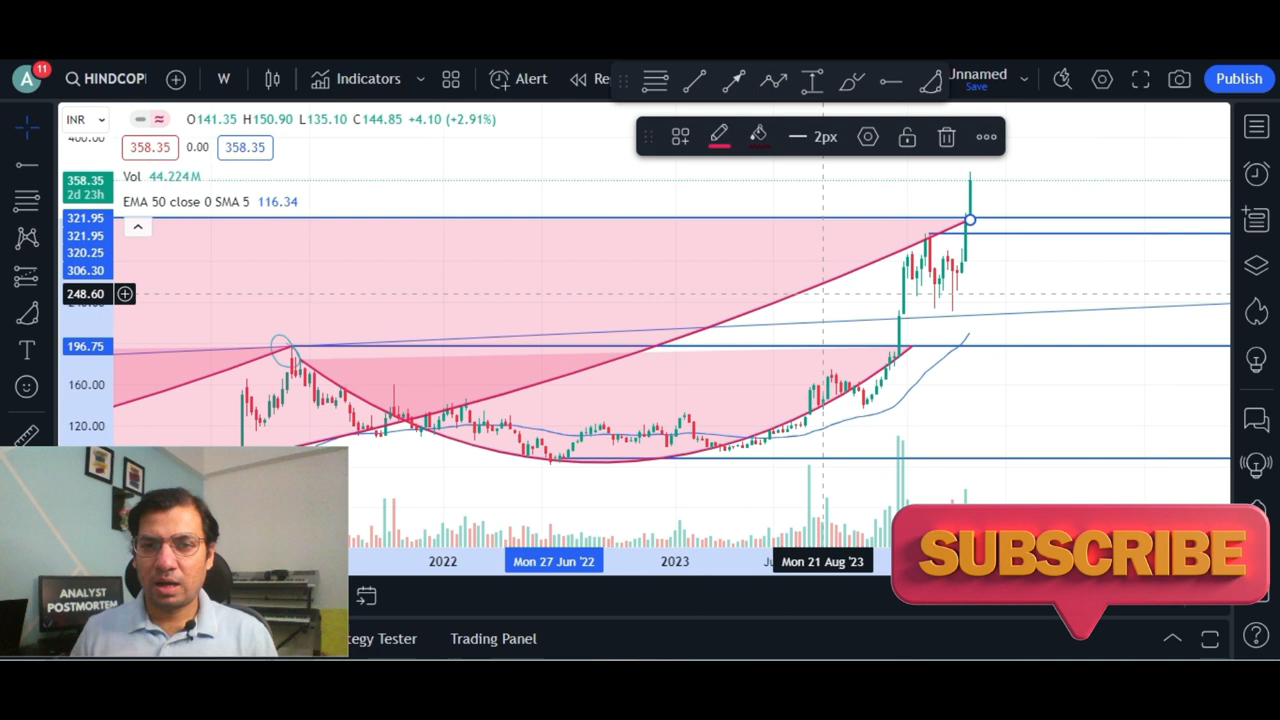 A
11
HINDCOP
W
Indicators
Alert
Re
Unnamed
Save
Publish
INR
O141.35 H150.90 L135.10 C144.85 +4.10 (+2.91%)
400.00
358.35
0.00
358.35
2px
Vol 44.224M
358.35
2d 23h
EMA 50 close 0 SMA 5 116.34
321.95
321.95
320.25
306.30
248.60
196.75
160.00
120.00
2022
Mon 27 Jun '22
2023
Mon 21 Aug '23
SUBSCRIBE
ANALYST
POSTMORTEM
tegy Tester
Trading Panel